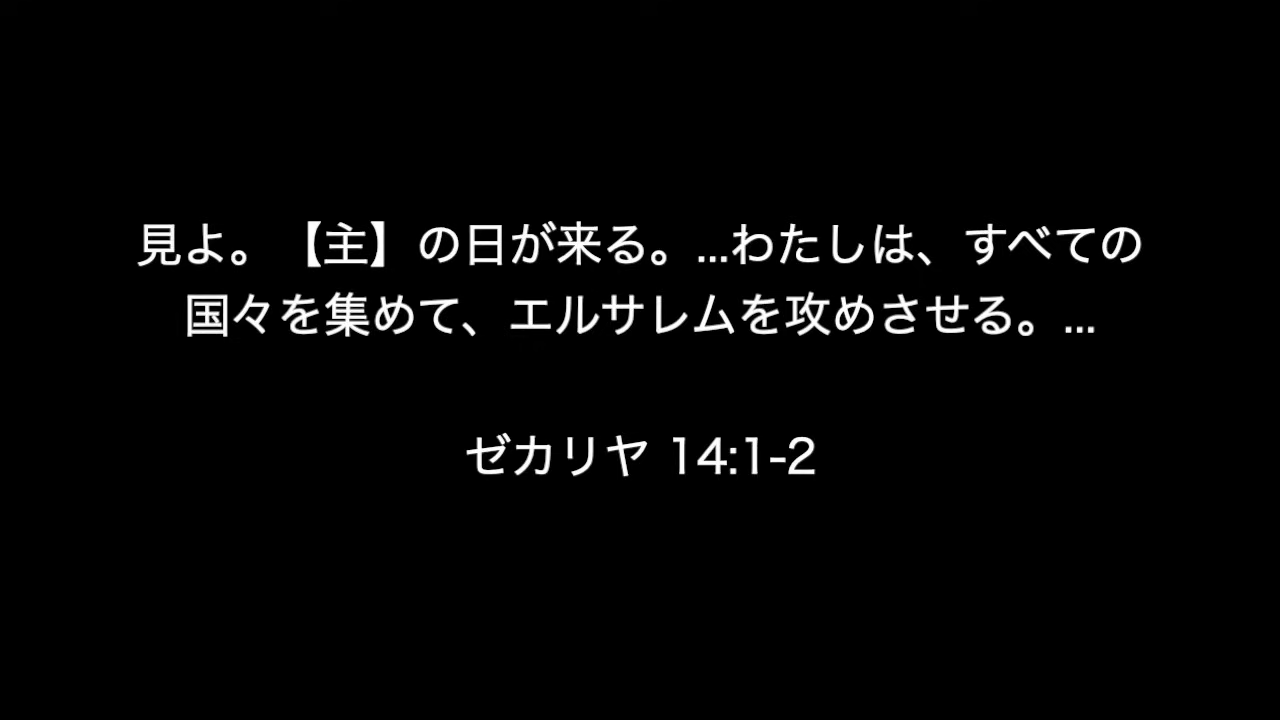 見よ。【主】の日が来る。...わたしは、すべての
国々を集めて、エルサレムを攻めさせる。...
ゼカリヤ 14:1-2